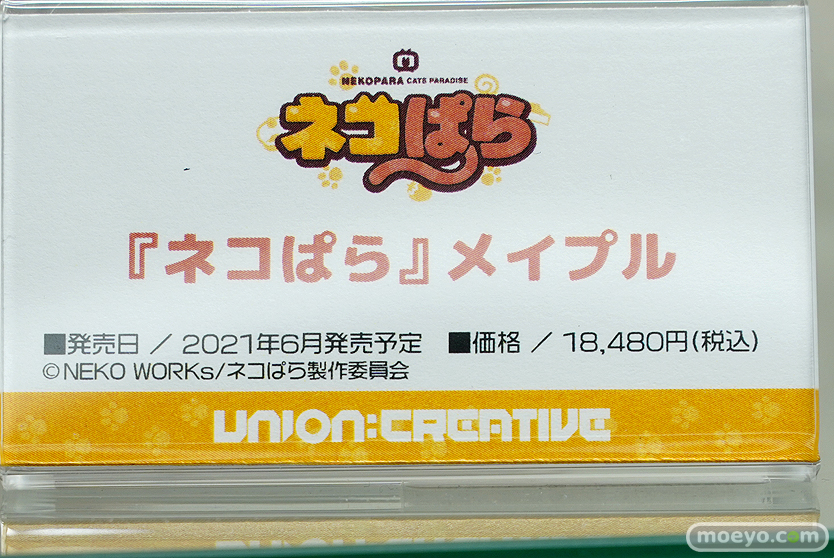 NEKOPARA CATS PARADISE
ネコぱら
『ネコぱら』メイプル
■発売日 / 2021年6月発売予定 ■価格 / 18,480円(税込)
©NEKO WORKs/ネコぱら製作委員会
UNION:CREATIVE
moeyo.com